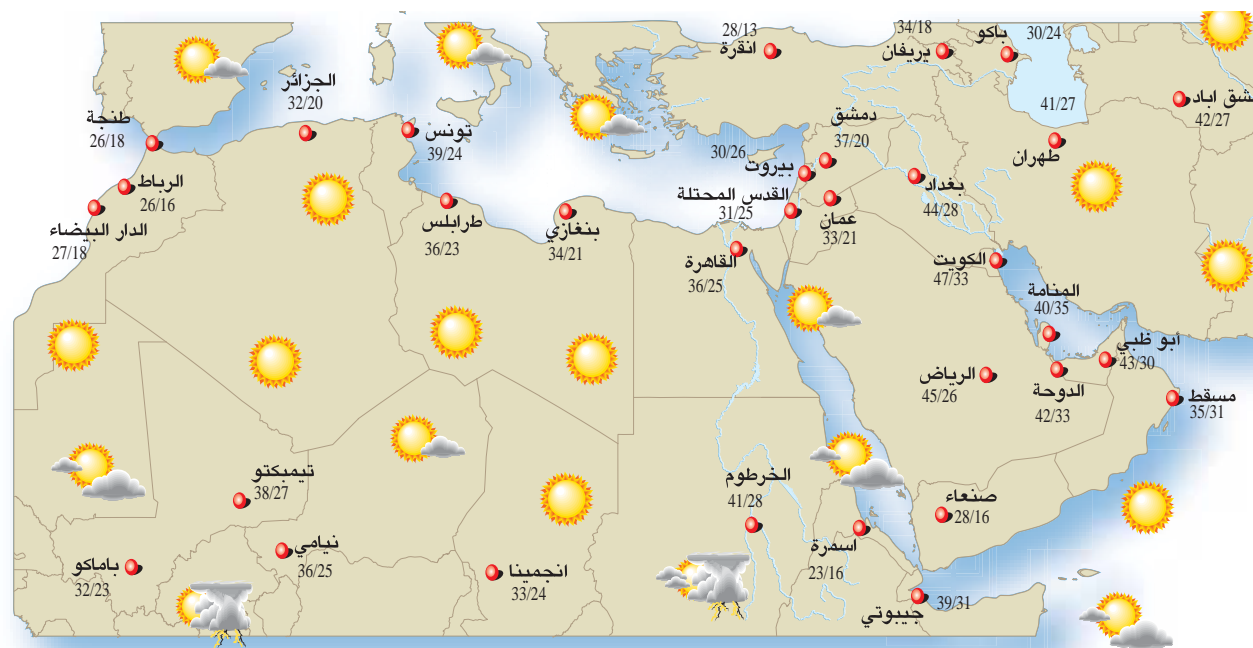 28/13
انقرة
34/18
يريفان
باكو
30/24
شق اباد
42/27
41/27
طهران
الجزائر
32/20
طنجة
26/18
تونس
39/24
دمشق
37/20
30/26
بيروت
بغداد
44/28
الرباط
26/16
الدار البيضاء
27/18
طرابلس
36/23
بنغازي
34/21
القدس المحتلة
31/25
عمان
33/21
القاهرة
36/25
الكويت
47/33
المنامة
40/35
أبو ظبي
43/30
الرياض
45/26
الدوحة
42/33
مسقط
35/31
تيمبكتو
38/27
الخرطوم
41/28
صنعاء
28/16
نيامي
36/25
باماكو
32/23
انجمينا
33/24
اسمرة
23/16
جيبوتي
39/31